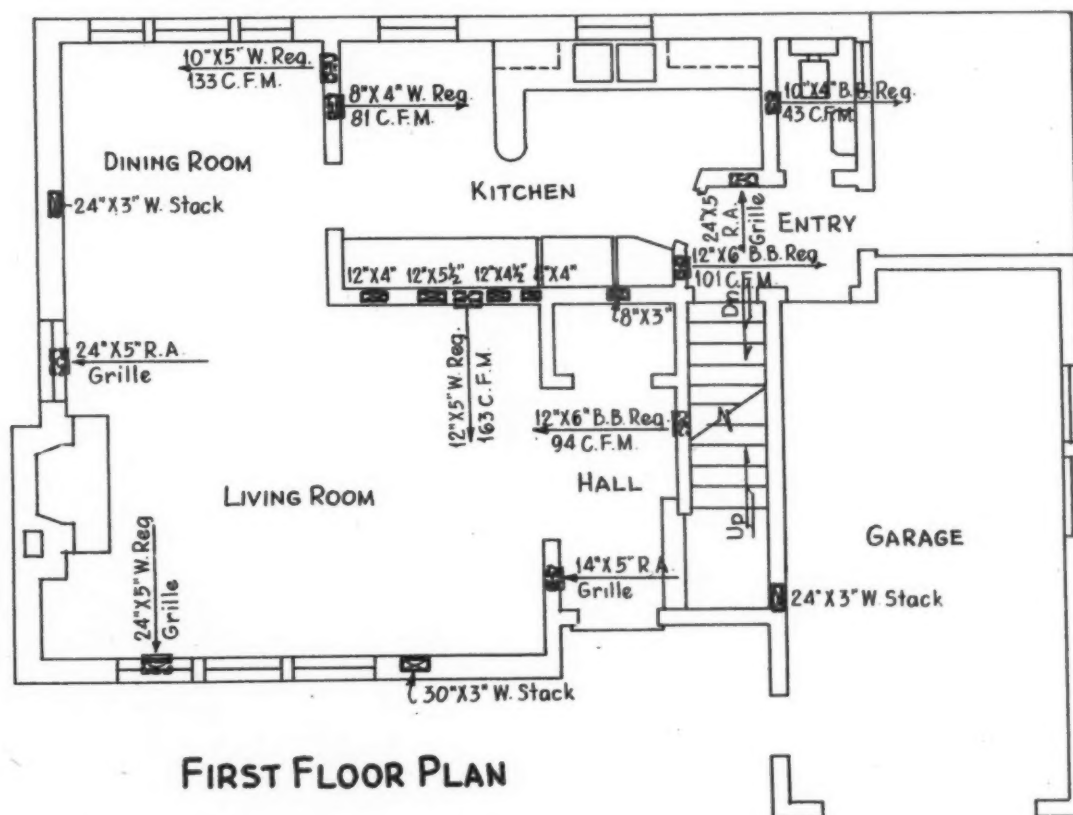 10"X5" W. Reg.
133 C.F.M.
8"X4" W. Reg
81 C.F.M.
10"X4" B.B. Reg.
43 C.F.M.
DINING ROOM
24"X3" W. Stack
KITCHEN
24"X5"
R.A.
Grille
ENTRY
12"X6" B.B. Reg
101 C.F.M.
12"X4"
12"X5½"
12"X4½"
8"X4"
8"X3"
Dn.
24"X5" R.A.
Grille
12"X5" W. Reg.
163 C.F.M.
12"X6" B.B. Reg.
94 C.F.M.
HALL
LIVING ROOM
Up
GARAGE
24"X5" W. Reg
Grille
14"X5" R.A.
Grille
24"X3" W. Stack
30"X3" W. Stack
FIRST FLOOR PLAN